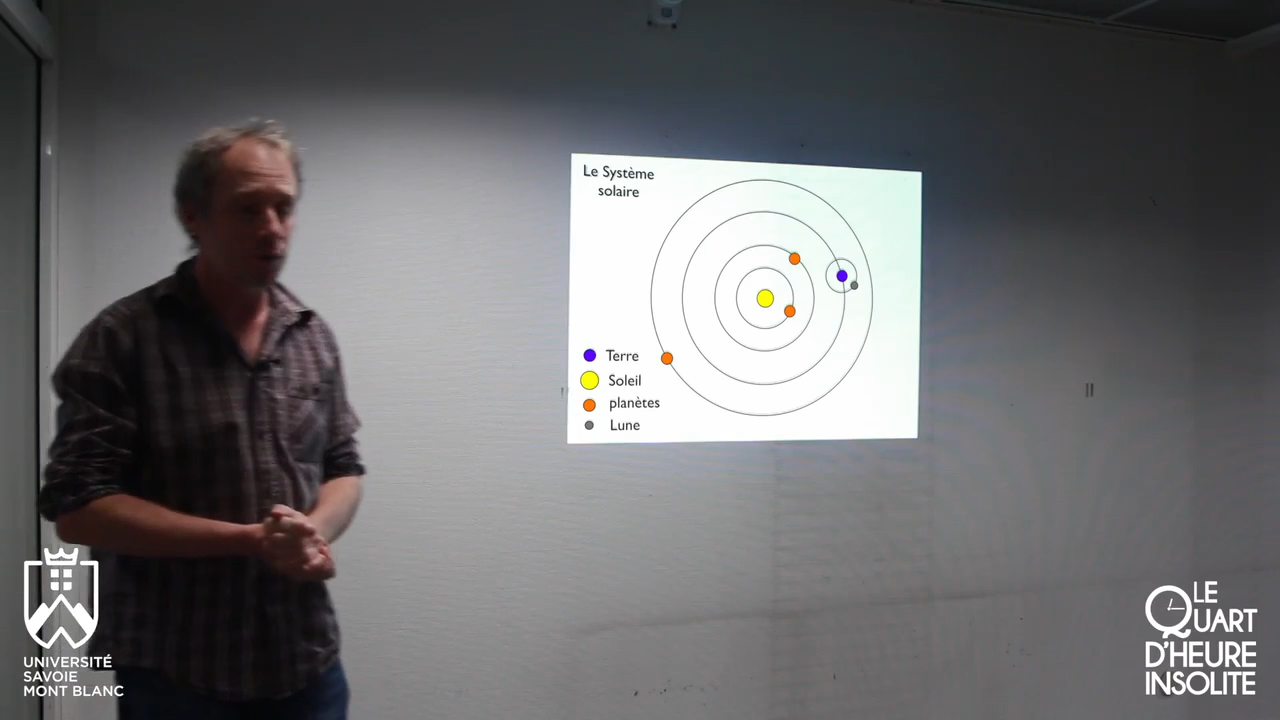 Le Système
solaire
Terre
Soleil
planètes
Lune
UNIVERSITÉ
SAVOIE
MONT BLANC
LE
QUART
D'HEURE
INSOLITE